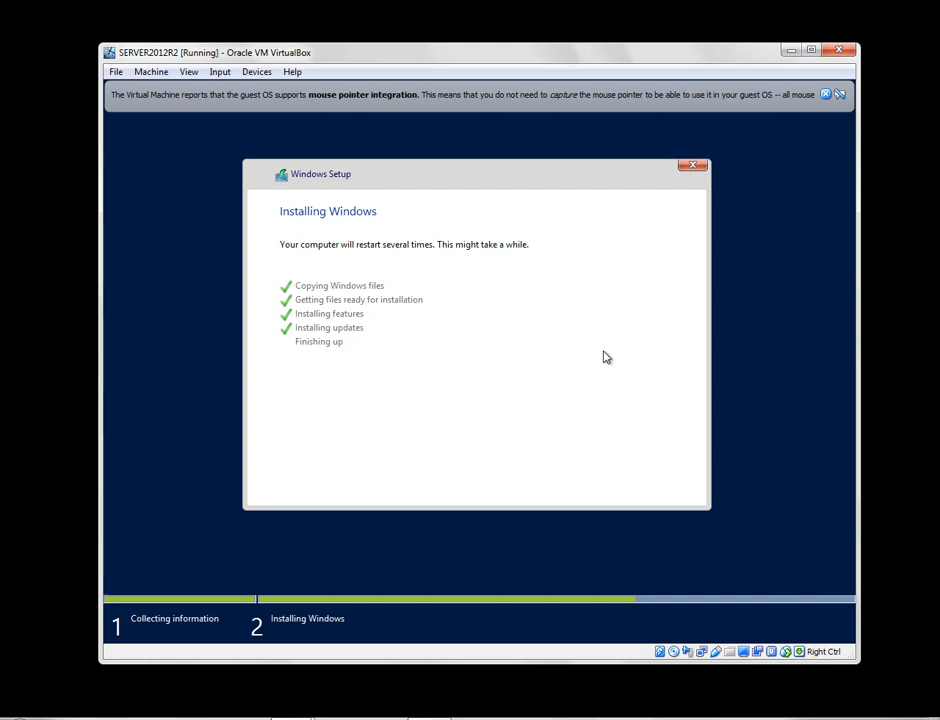 SERVER2012R2 [Running] - Oracle VM VirtualBox
File Machine View Input Devices Help
The Virtual Machine reports that the guest OS supports mouse pointer integration. This means that you do not need to capture the mouse pointer to be able to use it in your guest OS -- all mouse
Windows Setup
Installing Windows
Your computer will restart several times. This might take a while.
Copying Windows files
Getting files ready for installation
Installing features
Installing updates
Finishing up
1 Collecting information 2 Installing Windows
Right Ctrl